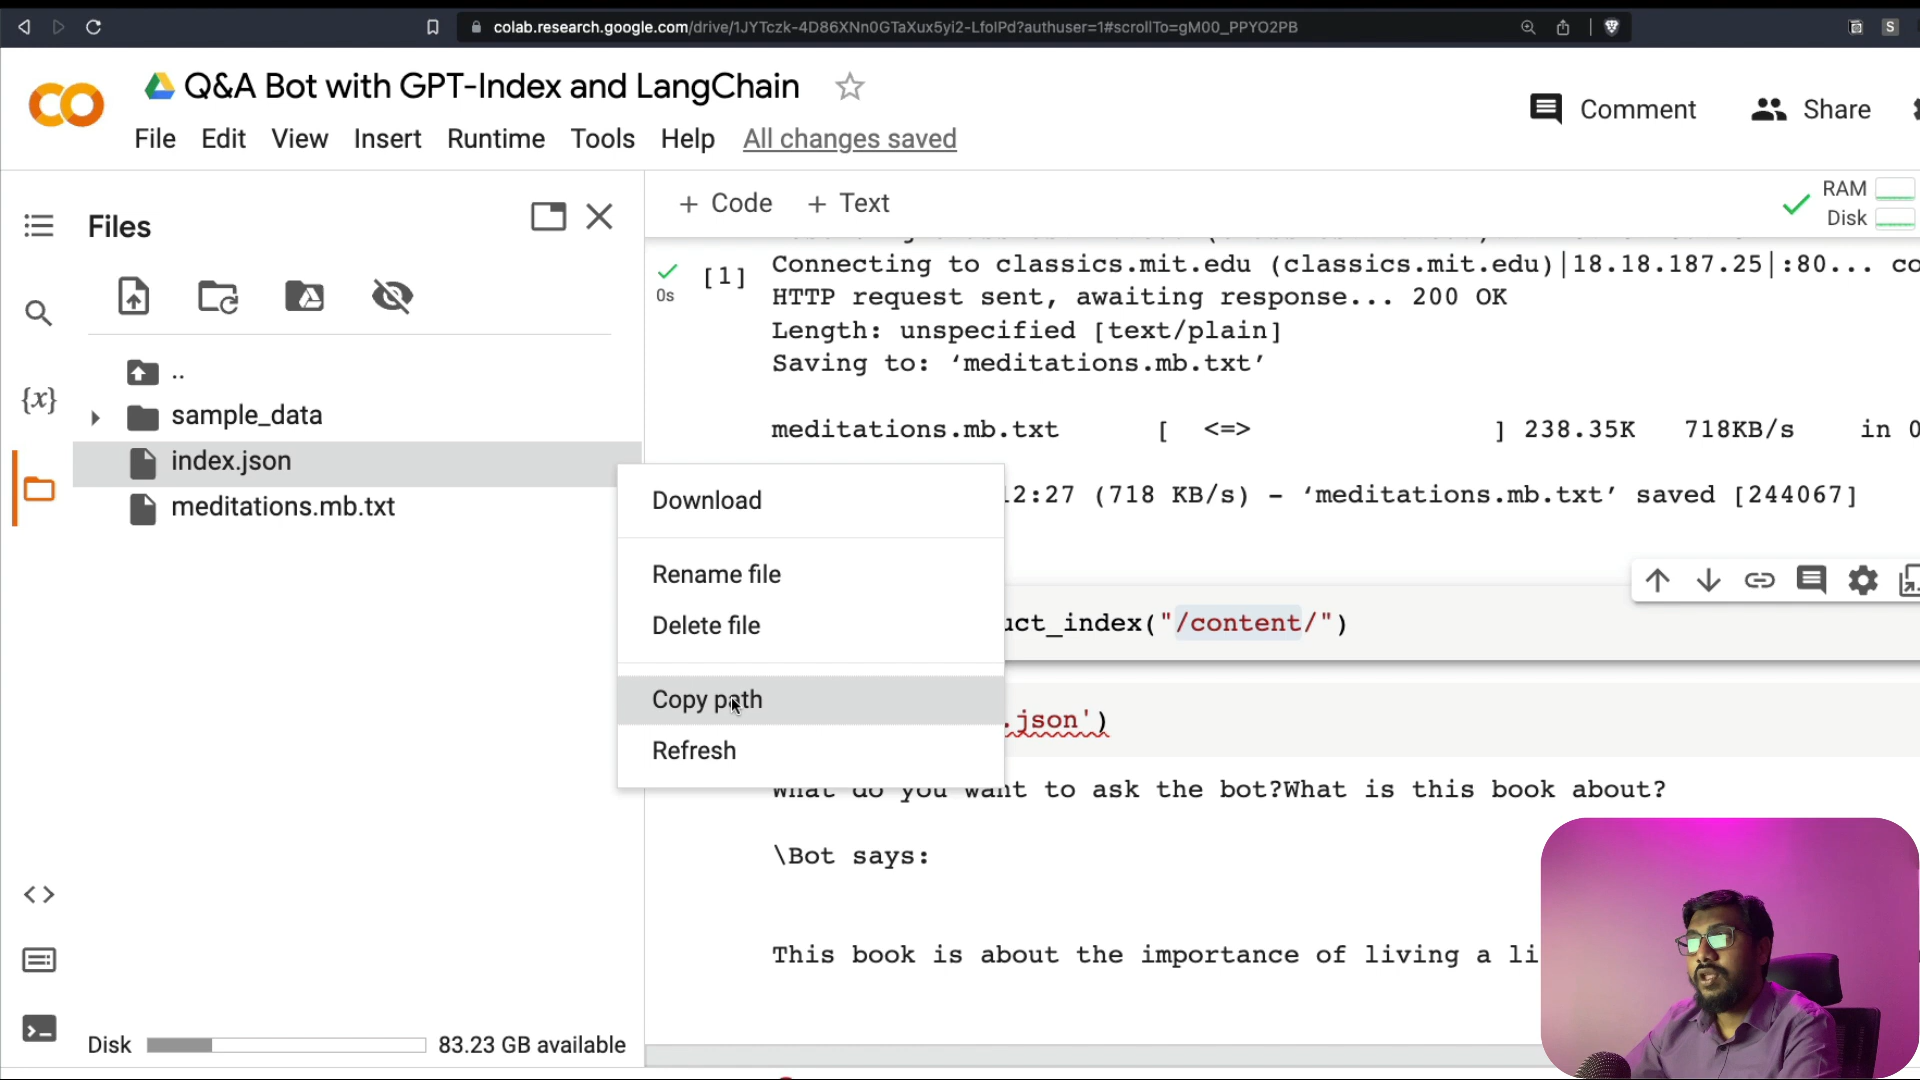 colab.research.google.com/drive/1JYTczk-4D86XNn0GTaXux5yi2-LfolPd?authuser=1#scrollTo=gM00_PPYO2PB
S
Q&A Bot with GPT-Index and LangChain
Comment
Share
File Edit View Insert Runtime Tools Help All changes saved
Files
+ Code + Text
RAM
Disk
[1]
0s
Connecting to classics.mit.edu (classics.mit.edu)|18.18.187.25|:80... co
HTTP request sent, awaiting response... 200 OK
Length: unspecified [text/plain]
Saving to: ‘meditations.mb.txt’
meditations.mb.txt [ <=> ] 238.35K 718KB/s in 0
12:27 (718 KB/s) - ‘meditations.mb.txt’ saved [244067]
{x}
..
sample_data
index.json
meditations.mb.txt
Download
Rename file
Delete file
Copy path
Refresh
uct_index("/content/")
.json')
What do you want to ask the bot?What is this book about?
\Bot says:
This book is about the importance of living a li
Disk 83.23 GB available